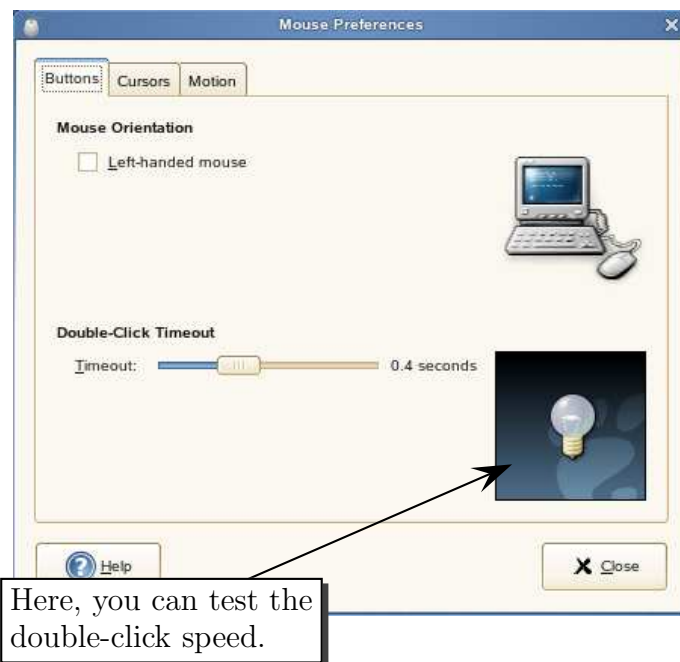 Mouse Preferences
Buttons Cursors Motion
Mouse Orientation
Left-handed mouse
Double-Click Timeout
Timeout: 0.4 seconds
Help Close
Here, you can test the
double-click speed.